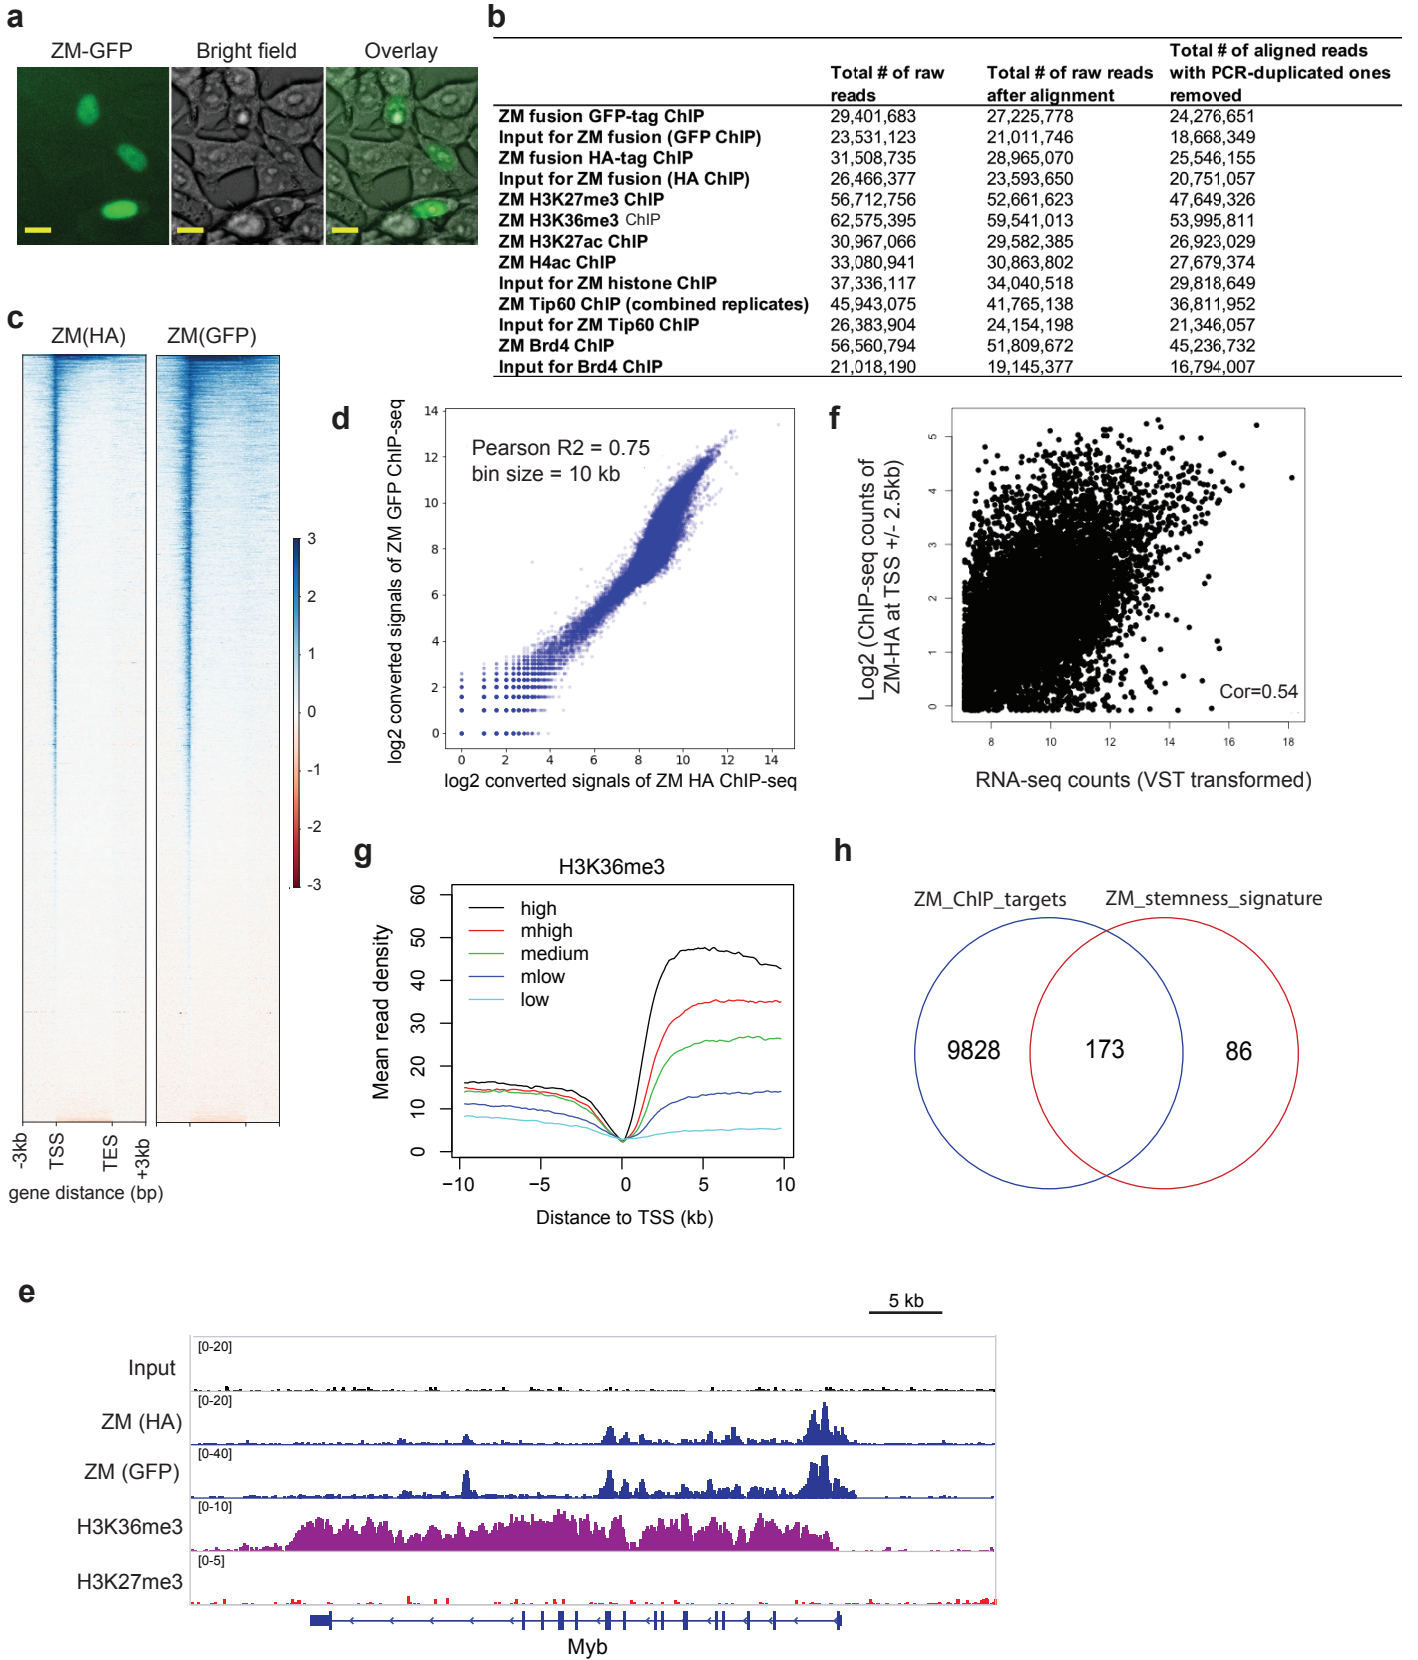 a
ZM-GFP
Bright field
Overlay
b
Total # of raw reads
Total # of raw reads after alignment
Total # of aligned reads with PCR-duplicated ones removed
ZM fusion GFP-tag ChIP 29,401,683 27,225,778 24,276,651
Input for ZM fusion (GFP ChIP) 23,531,123 21,011,746 18,668,349
ZM fusion HA-tag ChIP 31,508,735 28,965,070 25,546,155
Input for ZM fusion (HA ChIP) 26,466,377 23,593,650 20,751,057
ZM H3K27me3 ChIP 56,712,756 52,661,623 47,649,326
ZM H3K36me3 ChIP 62,575,395 59,541,013 53,995,811
ZM H3K27ac ChIP 30,967,066 29,582,385 26,923,029
ZM H4ac ChIP 33,080,941 30,863,802 27,679,374
Input for ZM histone ChIP 37,336,117 34,040,518 29,818,649
ZM Tip60 ChIP (combined replicates) 45,943,075 41,765,138 36,811,952
Input for ZM Tip60 ChIP 26,383,904 24,154,198 21,346,057
ZM Brd4 ChIP 56,560,794 51,809,672 45,236,732
Input for Brd4 ChIP 21,018,190 19,145,377 16,794,007
c
ZM(HA)
ZM(GFP)
3
2
1
0
-1
-2
-3
-3kb
TSS
TES
+3kb
gene distance (bp)
d
log2 converted signals of ZM GFP ChIP-seq
14
12
10
8
6
4
2
0
Pearson R2 = 0.75
bin size = 10 kb
0 2 4 6 8 10 12 14
log2 converted signals of ZM HA ChIP-seq
f
Log2 (ChIP-seq counts of
ZM-HA at TSS +/- 2.5kb)
5
4
3
2
1
0
Cor=0.54
8 10 12 14 16 18
RNA-seq counts (VST transformed)
g
H3K36me3
Mean read density
60
50
40
30
20
10
0
high
mhigh
medium
mlow
low
−10 −5 0 5 10
Distance to TSS (kb)
h
ZM_ChIP_targets
ZM_stemness_signature
9828
173
86
e
5 kb
Input
[0-20]
ZM (HA)
[0-20]
ZM (GFP)
[0-40]
H3K36me3
[0-10]
H3K27me3
[0-5]
Myb